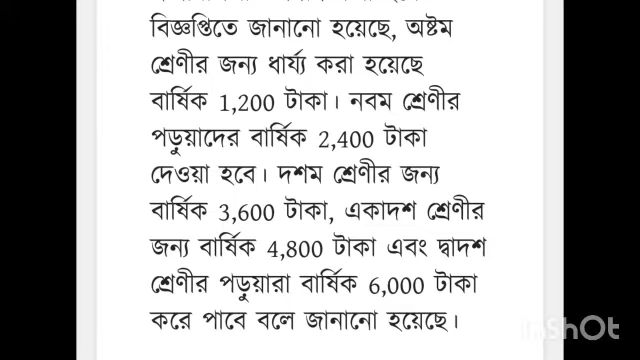 বিজ্ঞপ্তিতে জানানো হয়েছে, অষ্টম
শ্রেণীর জন্য ধার্য্য করা হয়েছে
বার্ষিক 1,200 টাকা। নবম শ্রেণীর
পড়ুয়াদের বার্ষিক 2,400 টাকা
দেওয়া হবে। দশম শ্রেণীর জন্য
বার্ষিক 3,600 টাকা, একাদশ শ্রেণীর
জন্য বার্ষিক 4,800 টাকা এবং দ্বাদশ
শ্রেণীর পড়ুয়ারা বার্ষিক 6,000 টাকা
করে পাবে বলে জানানো হয়েছে।
InShOt